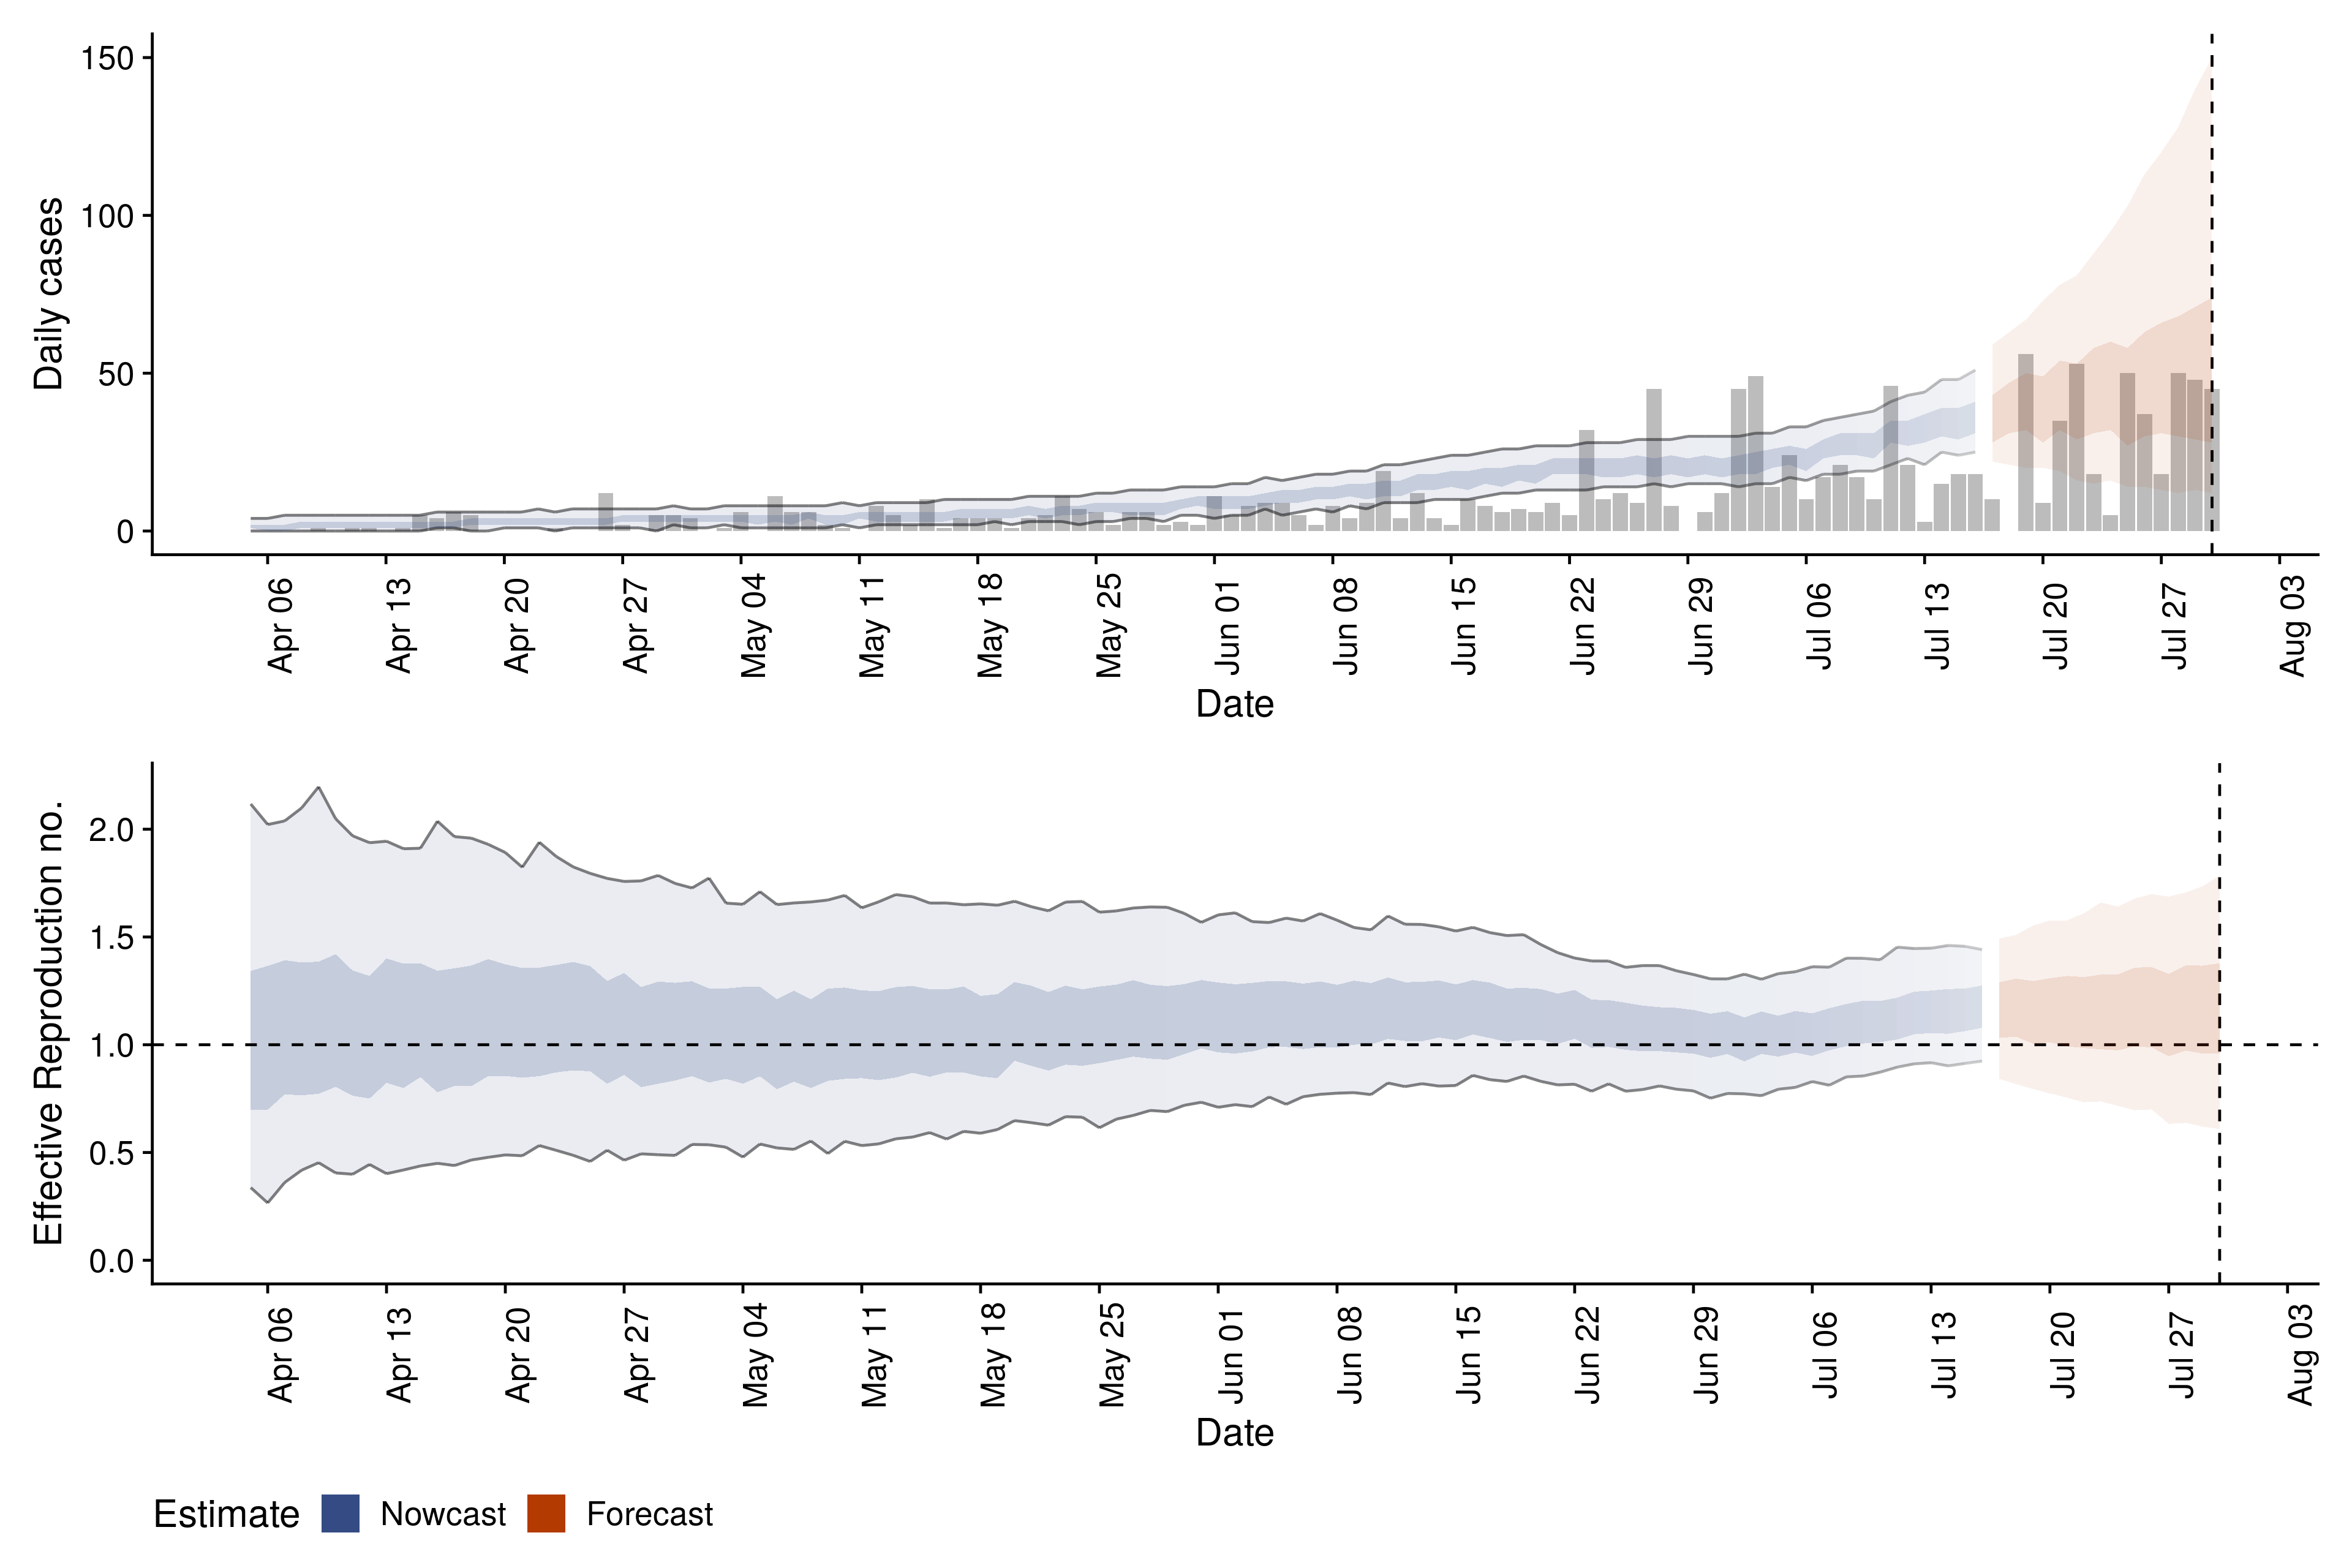 150
100
50
0
Daily cases
Apr 06
Apr 13
Apr 20
Apr 27
May 04
May 11
May 18
May 25
Jun 01
Jun 08
Jun 15
Jun 22
Jun 29
Jul 06
Jul 13
Jul 20
Jul 27
Aug 03
Date
2.0
1.5
1.0
0.5
0.0
Effective Reproduction no.
Apr 06
Apr 13
Apr 20
Apr 27
May 04
May 11
May 18
May 25
Jun 01
Jun 08
Jun 15
Jun 22
Jun 29
Jul 06
Jul 13
Jul 20
Jul 27
Aug 03
Date
Estimate Nowcast Forecast